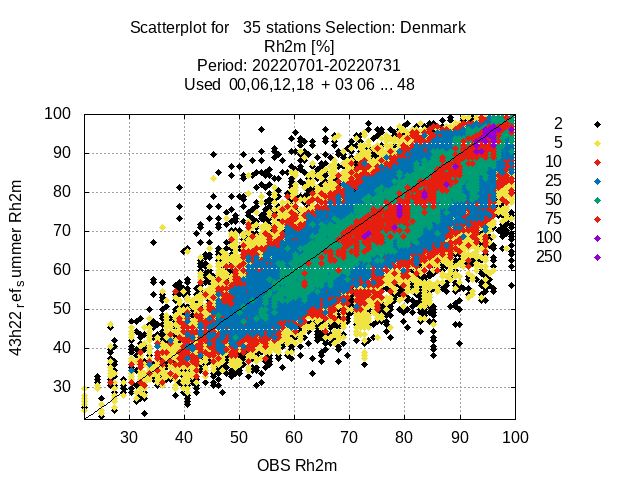 Scatterplot for 35 stations Selection: Denmark
Rh2m [%]
Period: 20220701-20220731
Used 00,06,12,18 + 03 06 ... 48
100
90
80
70
60
50
40
30
43h22_ref_summer Rh2m
30 40 50 60 70 80 90 100
OBS Rh2m
2
5
10
25
50
75
100
250